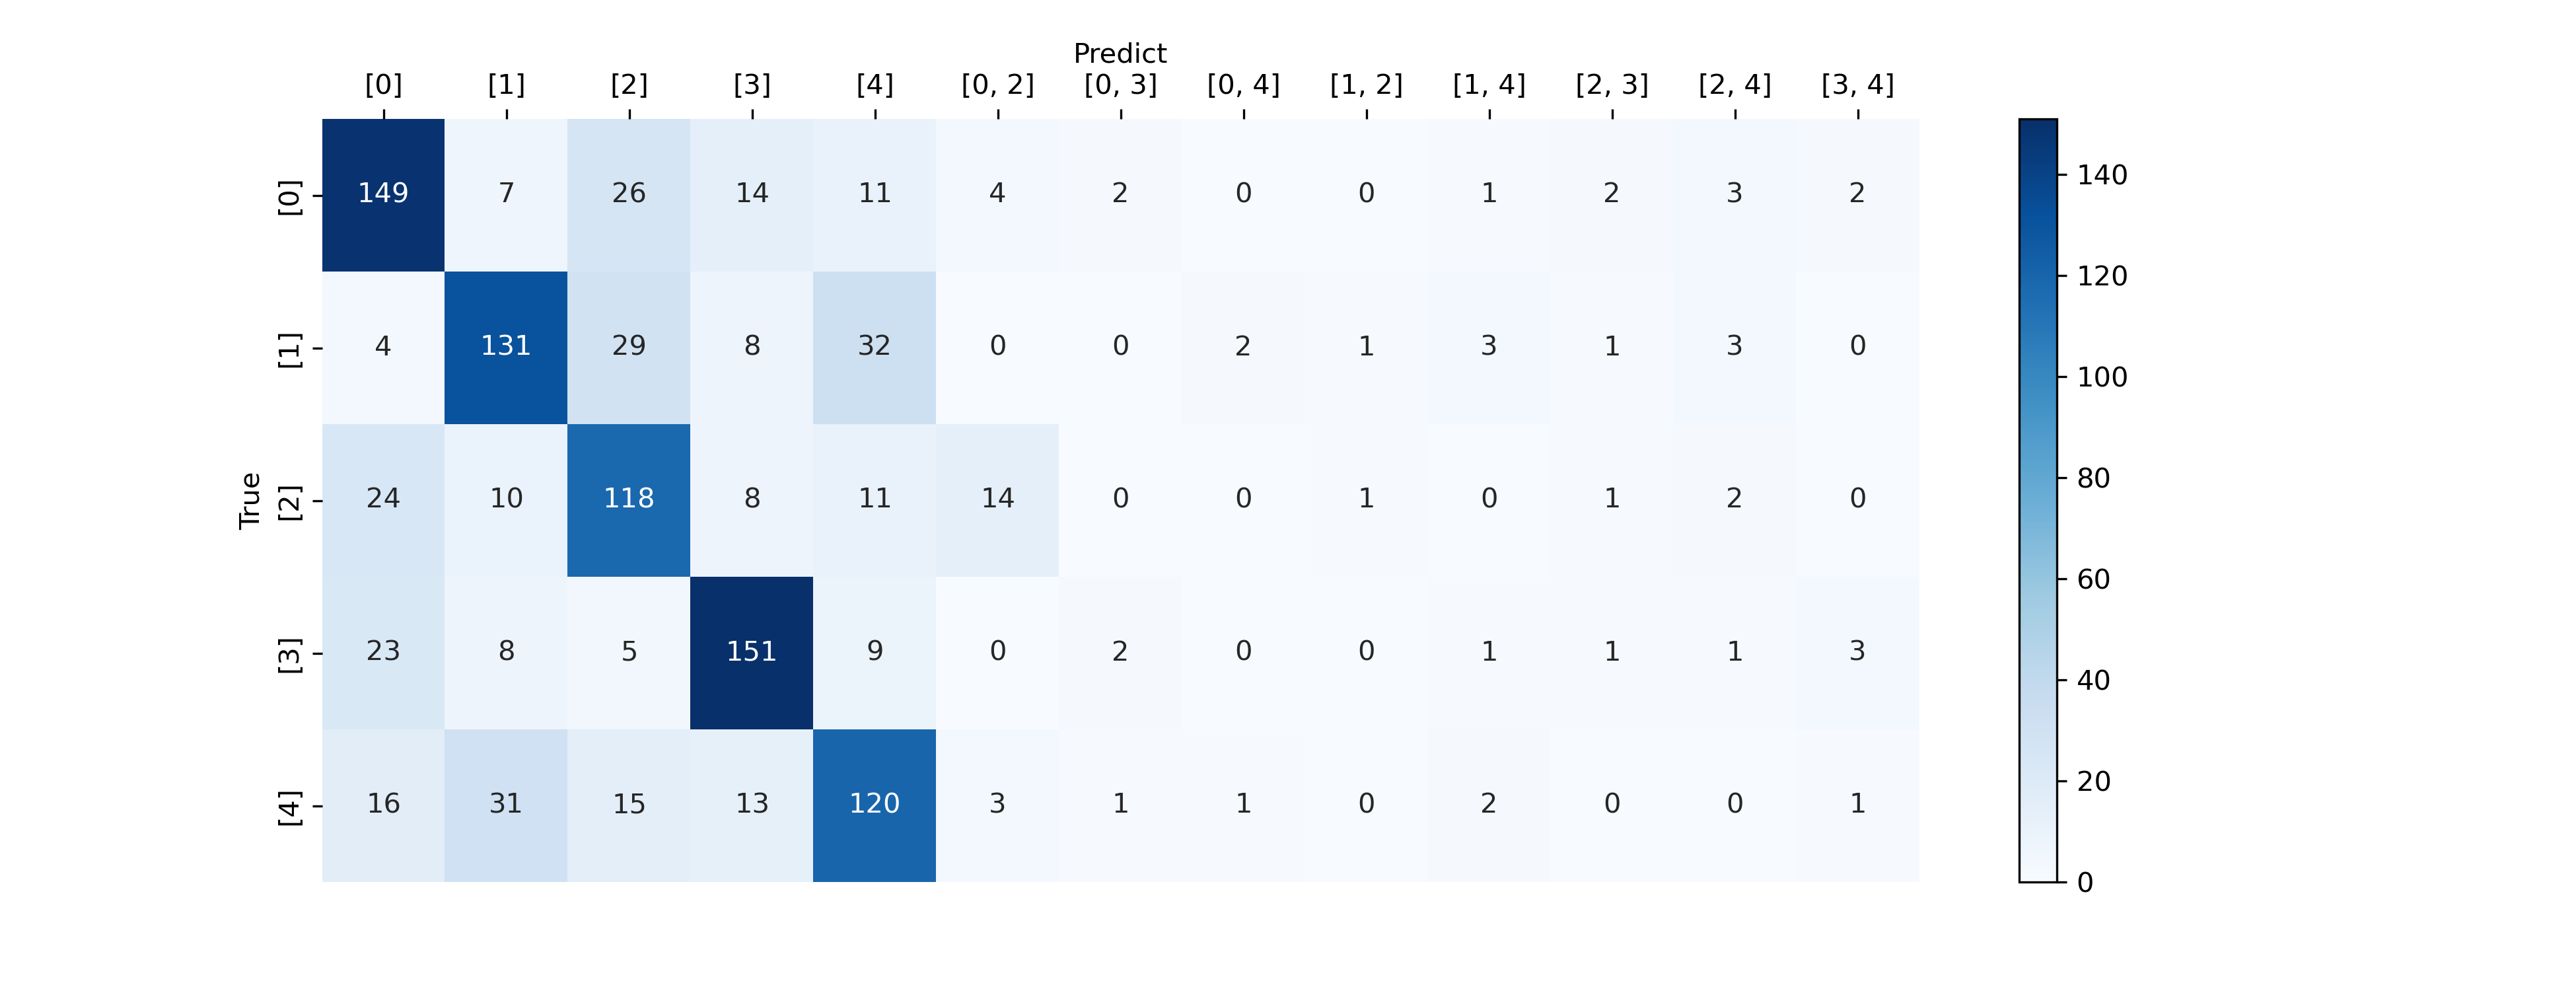 Predict
[0] [1] [2] [3] [4] [0, 2] [0, 3] [0, 4] [1, 2] [1, 4] [2, 3] [2, 4] [3, 4]
True
[0] 149 7 26 14 11 4 2 0 0 1 2 3 2
[1] 4 131 29 8 32 0 0 2 1 3 1 3 0
[2] 24 10 118 8 11 14 0 0 1 0 1 2 0
[3] 23 8 5 151 9 0 2 0 0 1 1 1 3
[4] 16 31 15 13 120 3 1 1 0 2 0 0 1
140
120
100
80
60
40
20
0